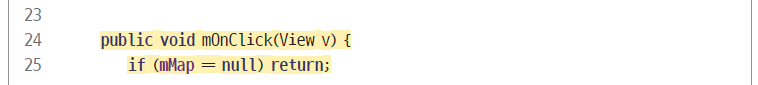 23
24 public void mOnClick(View v) {
25 if (mMap == null) return;